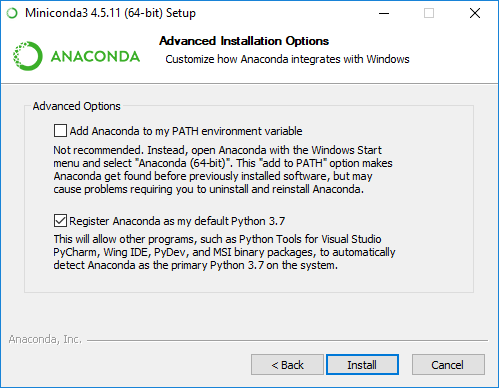 Miniconda3 4.5.11 (64-bit) Setup
ANACONDA
Advanced Installation Options
Customize how Anaconda integrates with Windows
Advanced Options
Add Anaconda to my PATH environment variable
Not recommended. Instead, open Anaconda with the Windows Start
menu and select "Anaconda (64-bit)". This "add to PATH" option makes
Anaconda get found before previously installed software, but may
cause problems requiring you to uninstall and reinstall Anaconda.
Register Anaconda as my default Python 3.7
This will allow other programs, such as Python Tools for Visual Studio
PyCharm, Wing IDE, PyDev, and MSI binary packages, to automatically
detect Anaconda as the primary Python 3.7 on the system.
Anaconda, Inc.
< Back
Install
Cancel